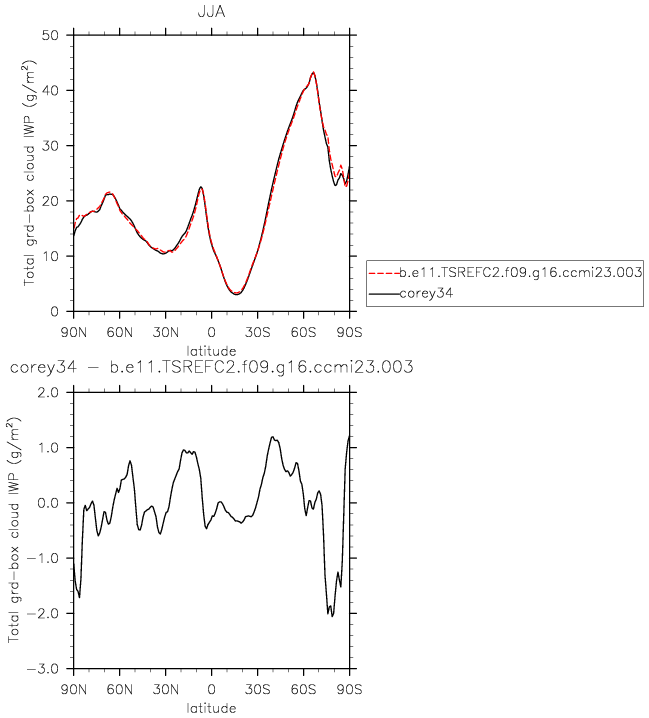 JJA
Total grd-box cloud IWP (g/m²)
50
40
30
20
10
0
90N 60N 30N 0 30S 60S 90S
latitude
b.e11.TSREFC2.f09.g16.ccmi23.003
corey34
corey34 - b.e11.TSREFC2.f09.g16.ccmi23.003
Total grd-box cloud IWP (g/m²)
2.0
1.0
0.0
-1.0
-2.0
-3.0
90N 60N 30N 0 30S 60S 90S
latitude